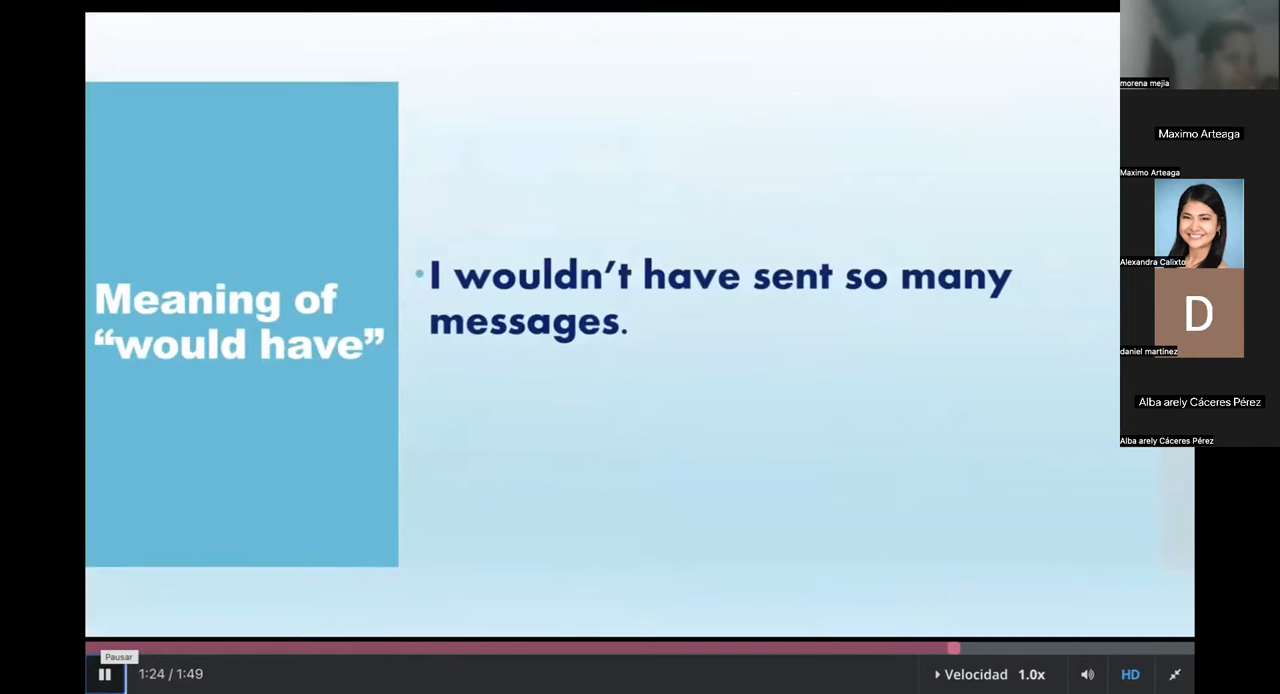 Meaning of
“would have”
I wouldn’t have sent so many
messages.
morena mejia
Maximo Arteaga
Maximo Arteaga
Alexandra Calixto
D
daniel martinez
Alba arely Cáceres Pérez
Alba arely Cáceres Pérez
Pausar
1:24 / 1:49
Velocidad 1.0x
HD